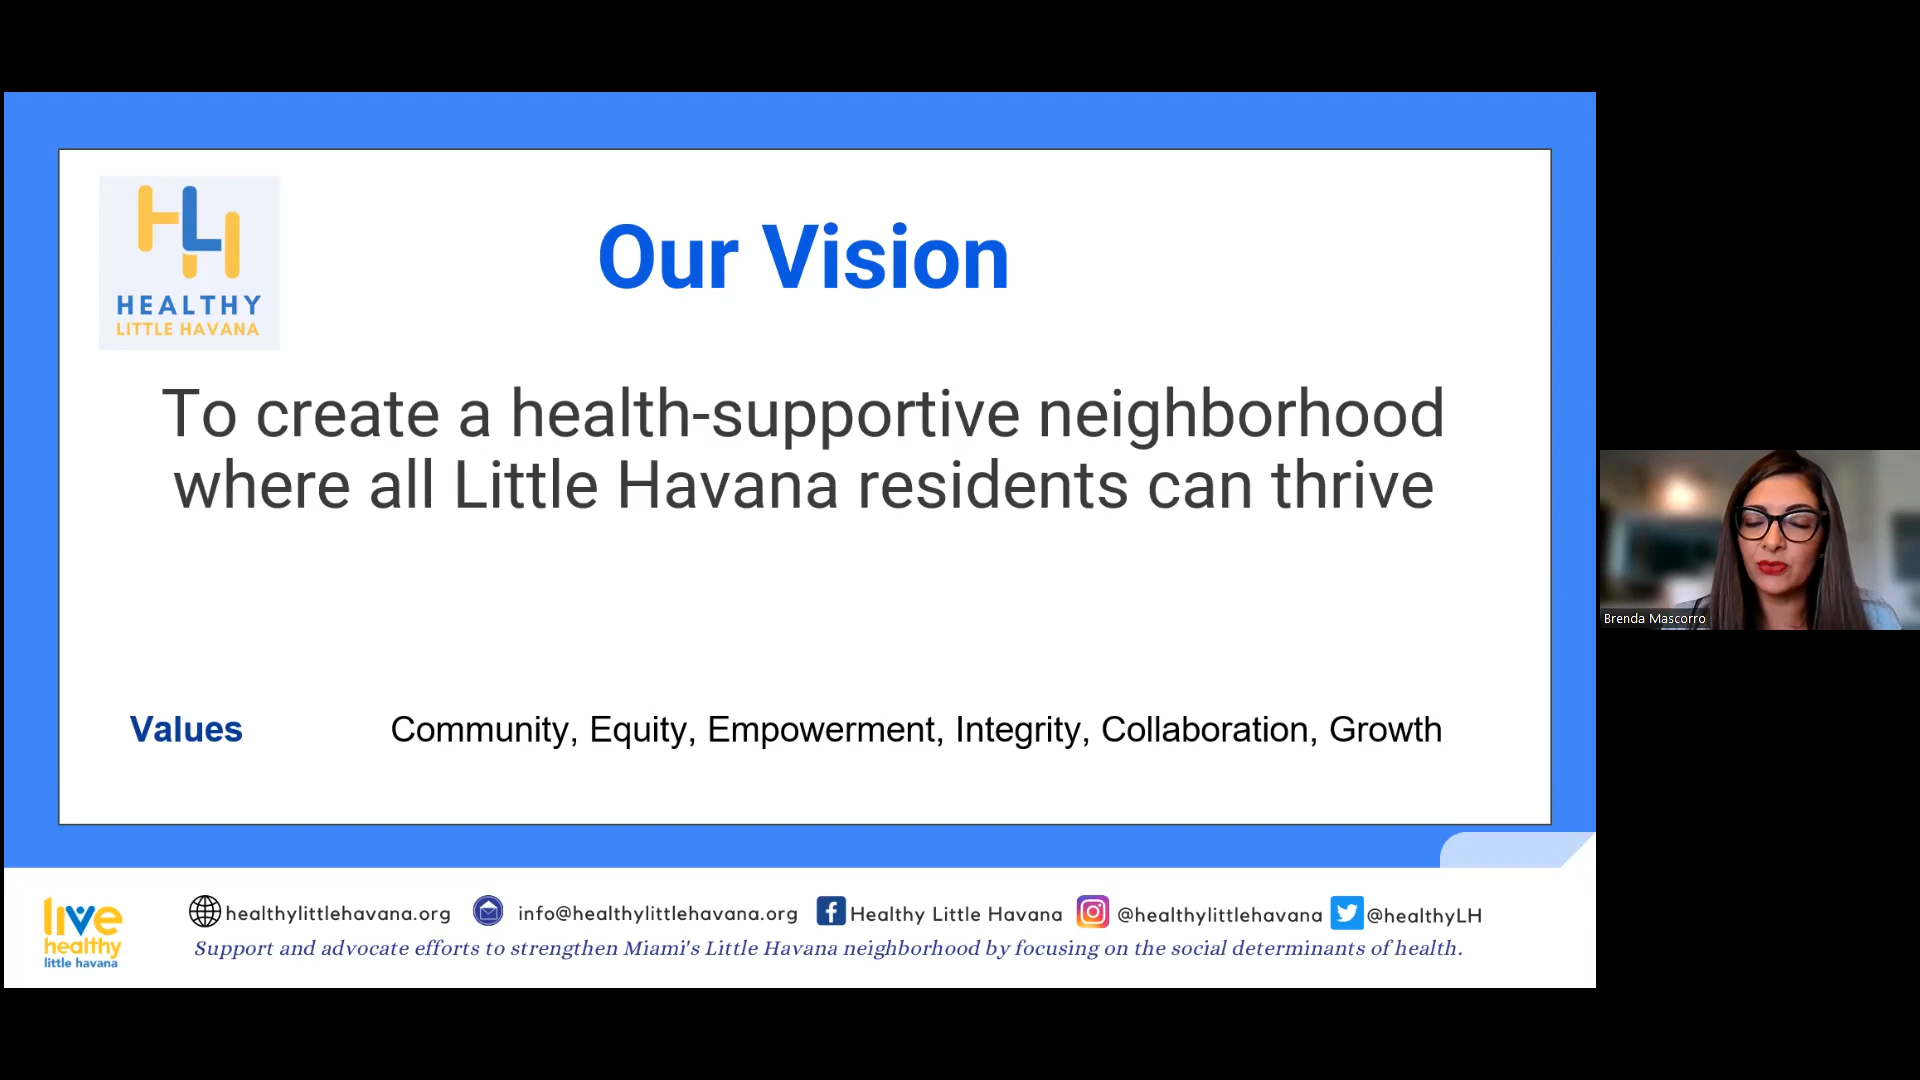 HLH
HEALTHY
LITTLE HAVANA
Our Vision
To create a health-supportive neighborhood
where all Little Havana residents can thrive
Values Community, Equity, Empowerment, Integrity, Collaboration, Growth
Brenda Mascorro
live
healthy
little havana
healthylittlehavana.org info@healthylittlehavana.org Healthy Little Havana @healthylittlehavana @healthyLH
Support and advocate efforts to strengthen Miami's Little Havana neighborhood by focusing on the social determinants of health.